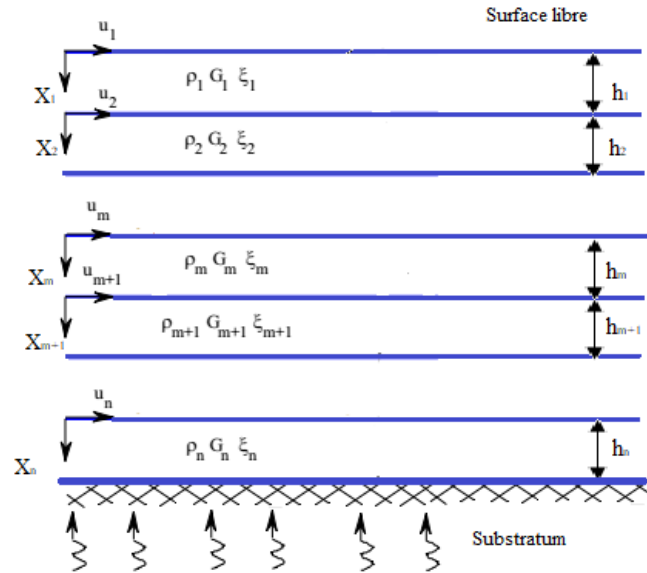 Surface libre
u₁
X₁
ρ₁ G₁ ξ₁
h₁
u₂
X₂
ρ₂ G₂ ξ₂
h₂
uₘ
Xₘ
ρₘ Gₘ ξₘ
hₘ
uₘ₊₁
Xₘ₊₁
ρₘ₊₁ Gₘ₊₁ ξₘ₊₁
hₘ₊₁
uₙ
Xₙ
ρₙ Gₙ ξₙ
hₙ
Substratum